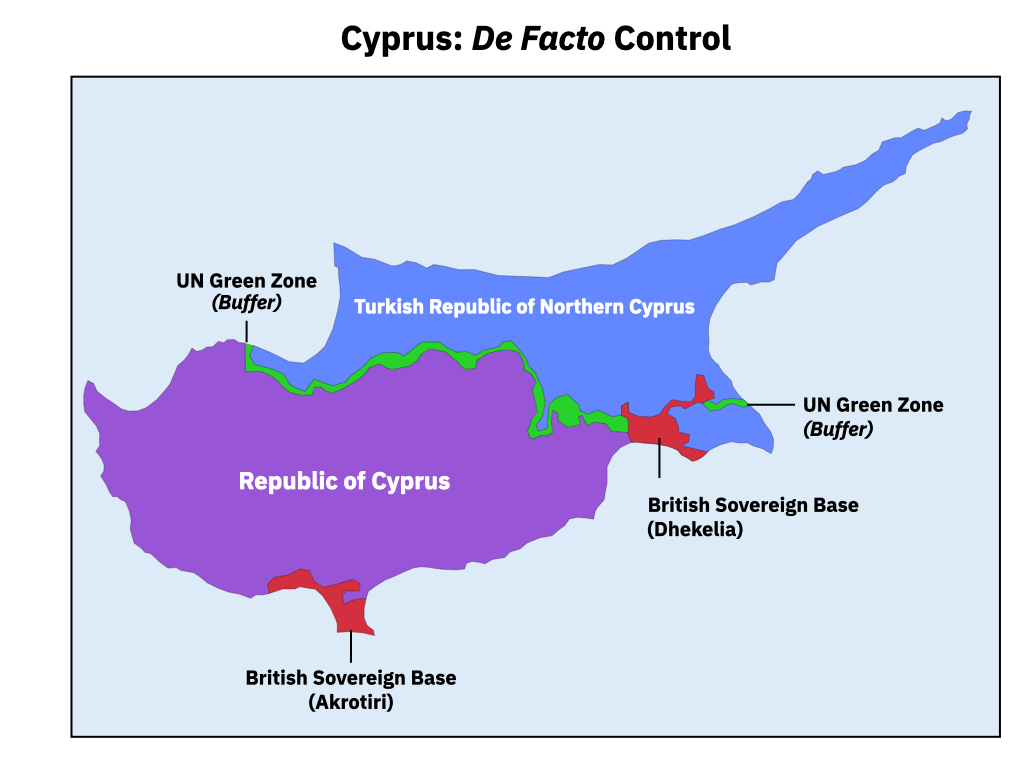 Cyprus: De Facto Control
UN Green Zone
(Buffer)
Turkish Republic of Northern Cyprus
UN Green Zone
(Buffer)
Republic of Cyprus
British Sovereign Base
(Dhekelia)
British Sovereign Base
(Akrotiri)